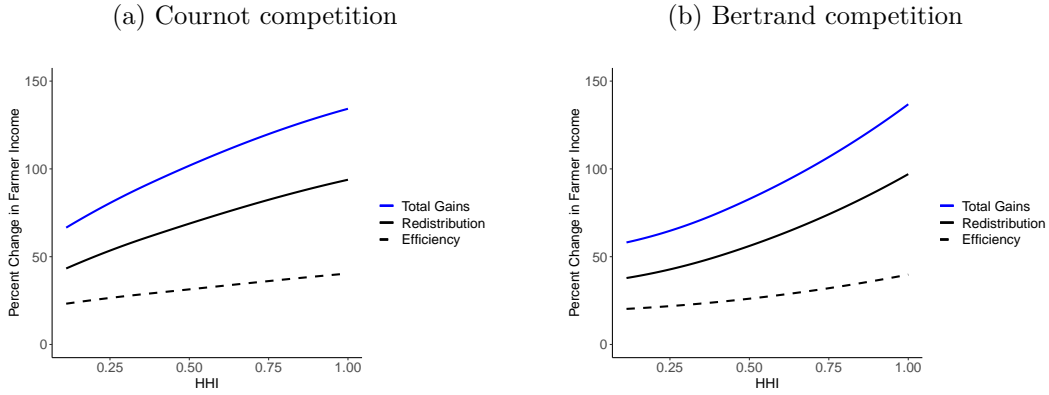 (a) Cournot competition
150
100
50
0
Percent Change in Farmer Income
0.25 0.50 0.75 1.00
HHI
Total Gains
Redistribution
Efficiency
(b) Bertrand competition
150
100
50
0
Percent Change in Farmer Income
0.25 0.50 0.75 1.00
HHI
Total Gains
Redistribution
Efficiency